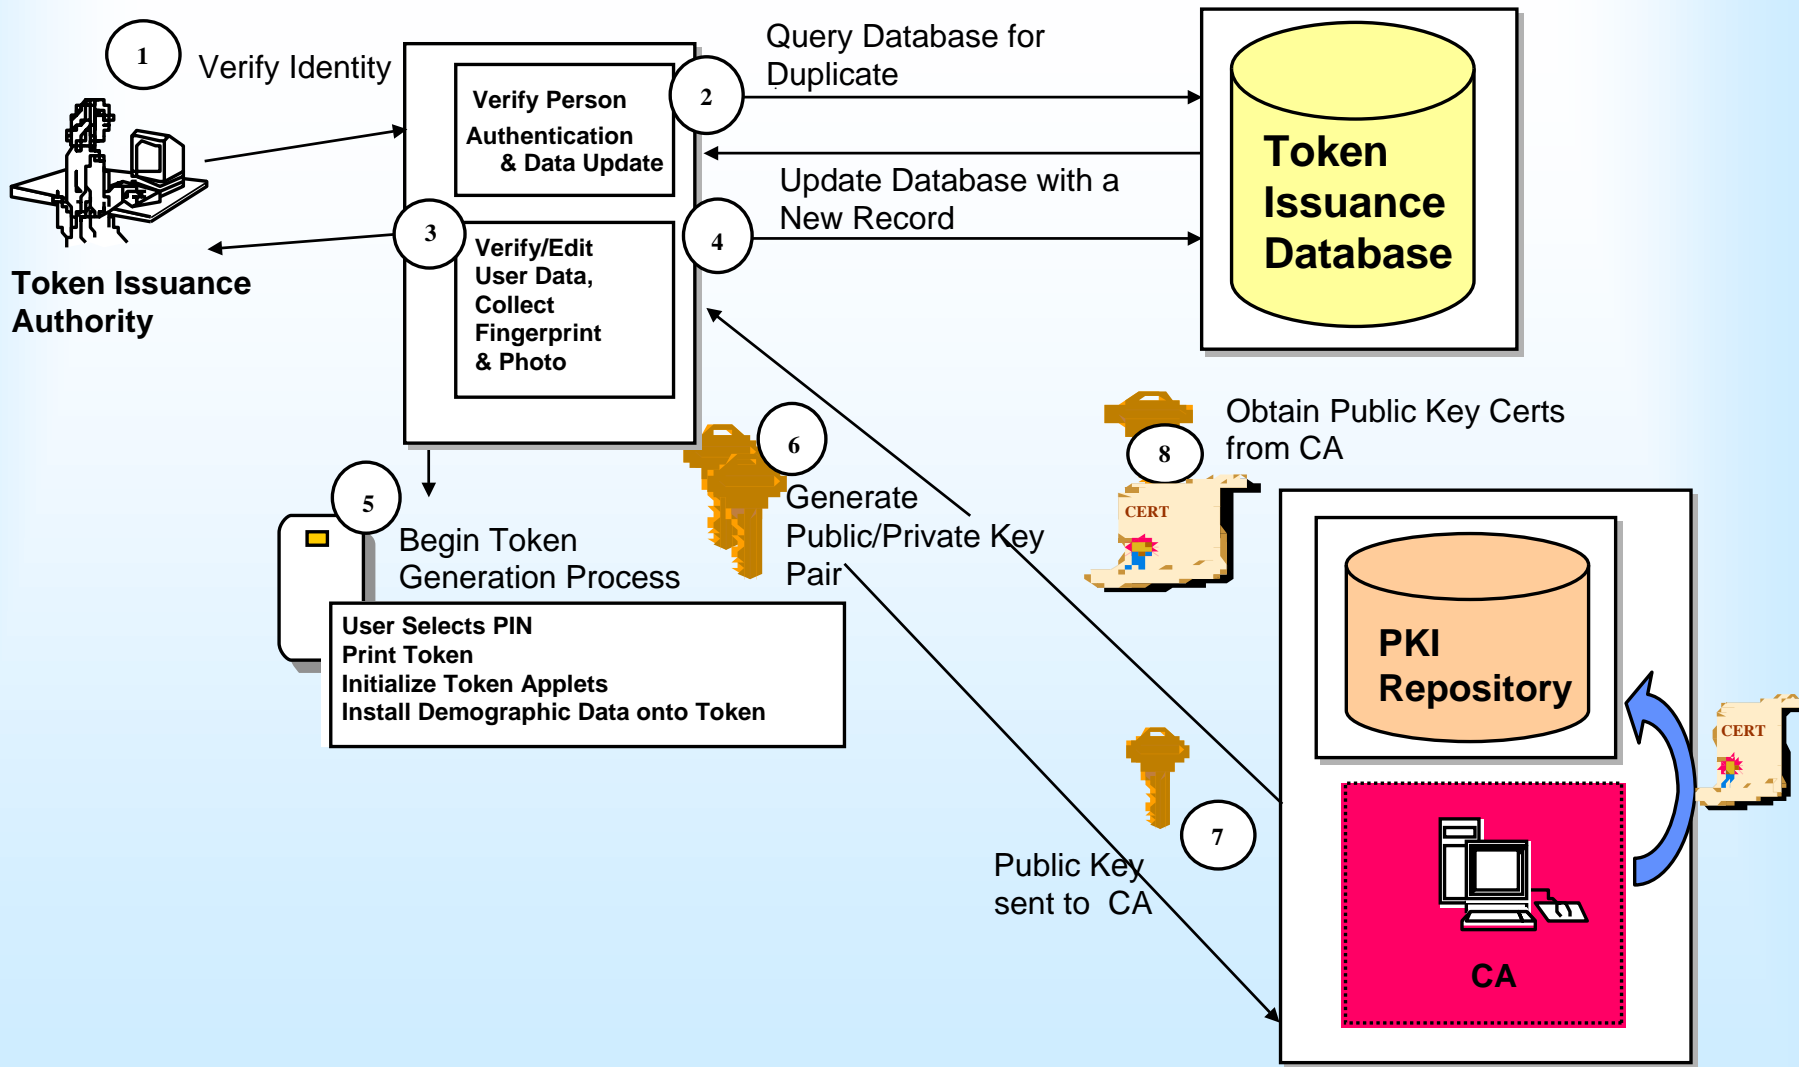 1
Verify Identity
Token Issuance
Authority
Verify Person
Authentication
& Data Update
2
Query Database for
Duplicate
Token
Issuance
Database
3
Verify/Edit
User Data,
Collect
Fingerprint
& Photo
4
Update Database with a
New Record
5
Begin Token
Generation Process
User Selects PIN
Print Token
Initialize Token Applets
Install Demographic Data onto Token
6
Generate
Public/Private Key
Pair
7
Public Key
sent to CA
8
Obtain Public Key Certs
from CA
CERT
PKI
Repository
CERT
CA